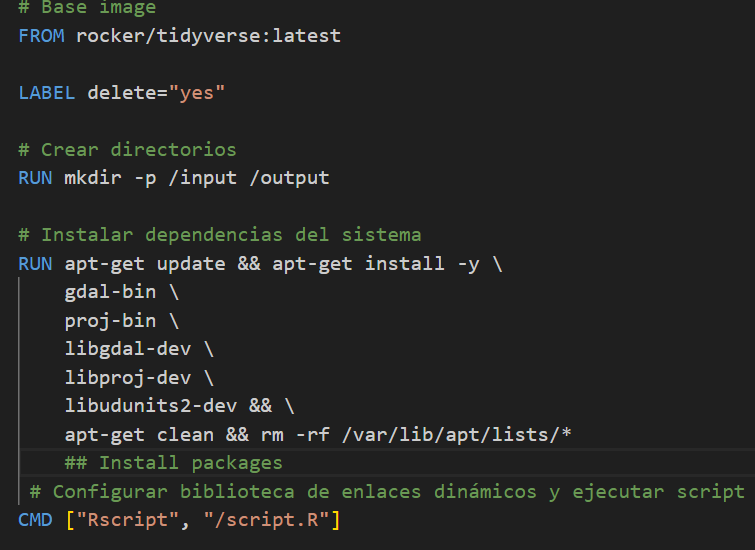 # Base image
FROM rocker/tidyverse:latest
LABEL delete="yes"
# Crear directorios
RUN mkdir -p /input /output
# Instalar dependencias del sistema
RUN apt-get update && apt-get install -y \
gdal-bin \
proj-bin \
libgdal-dev \
libproj-dev \
libudunits2-dev && \
apt-get clean && rm -rf /var/lib/apt/lists/*
## Install packages
# Configurar biblioteca de enlaces dinámicos y ejecutar script
CMD ["Rscript", "/script.R"]